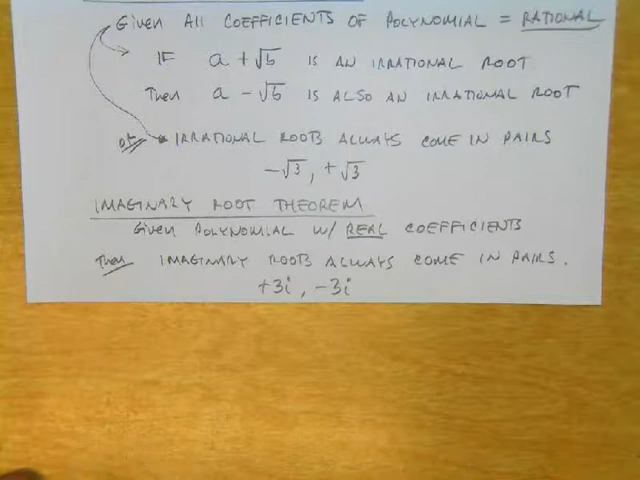 Given All COEFFICIENTS OF POLYNOMIAL = RATIONAL
IF a + √b IS AN IRRATIONAL ROOT
Then a - √b IS ALSO AN IRRATIONAL ROOT
OR IRRATIONAL ROOTS ALWAYS COME IN PAIRS
-√3, +√3
IMAGINARY ROOT THEOREM
Given POLYNOMIAL W/ REAL COEFFICIENTS
Then IMAGINARY ROOTS ALWAYS COME IN PAIRS.
+3i, -3i